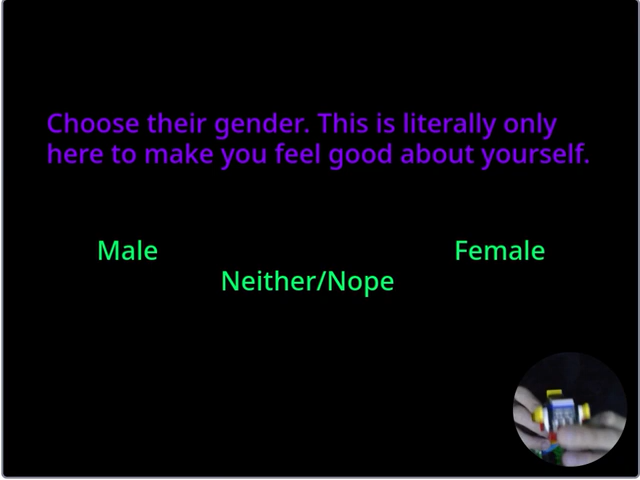 Choose their gender. This is literally only
here to make you feel good about yourself.
Male
Female
Neither/Nope